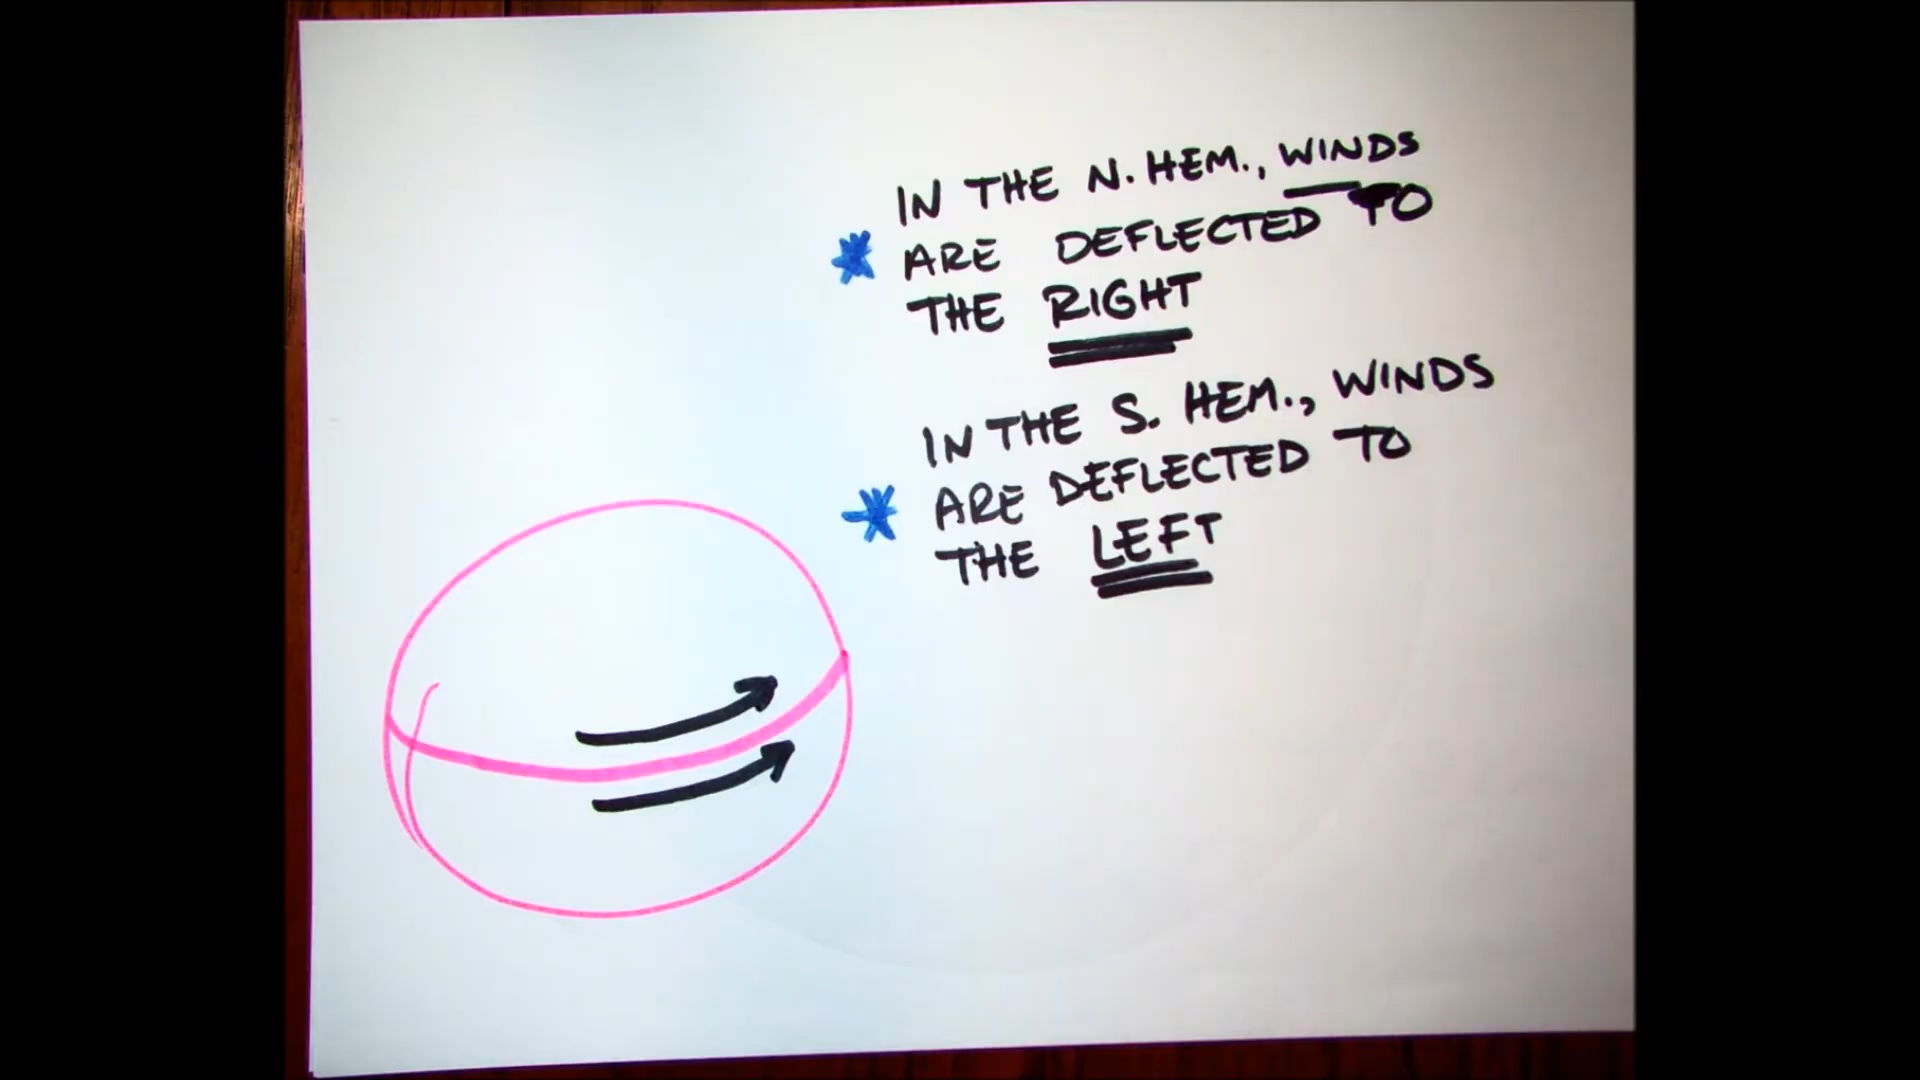 IN THE N. HEM., WINDS
ARE DEFLECTED TO
THE RIGHT
IN THE S. HEM., WINDS
ARE DEFLECTED TO
THE LEFT